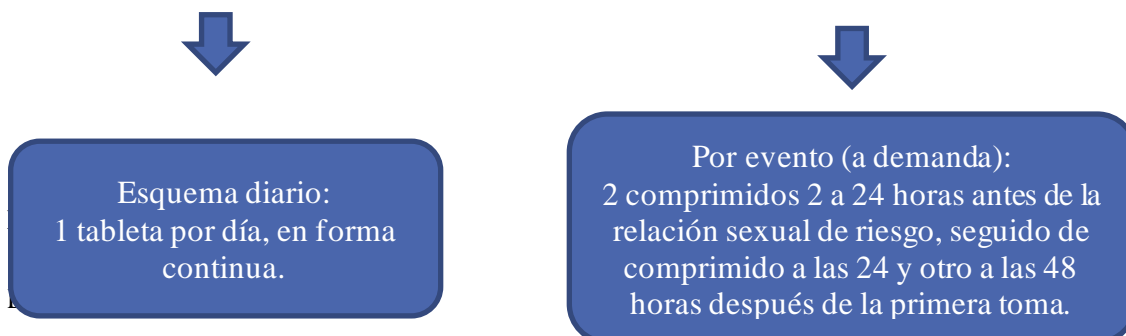 Esquema diario:
1 tableta por día, en forma
continua.
Por evento (a demanda):
2 comprimidos 2 a 24 horas antes de la
relación sexual de riesgo, seguido de
comprimido a las 24 y otro a las 48
horas después de la primera toma.